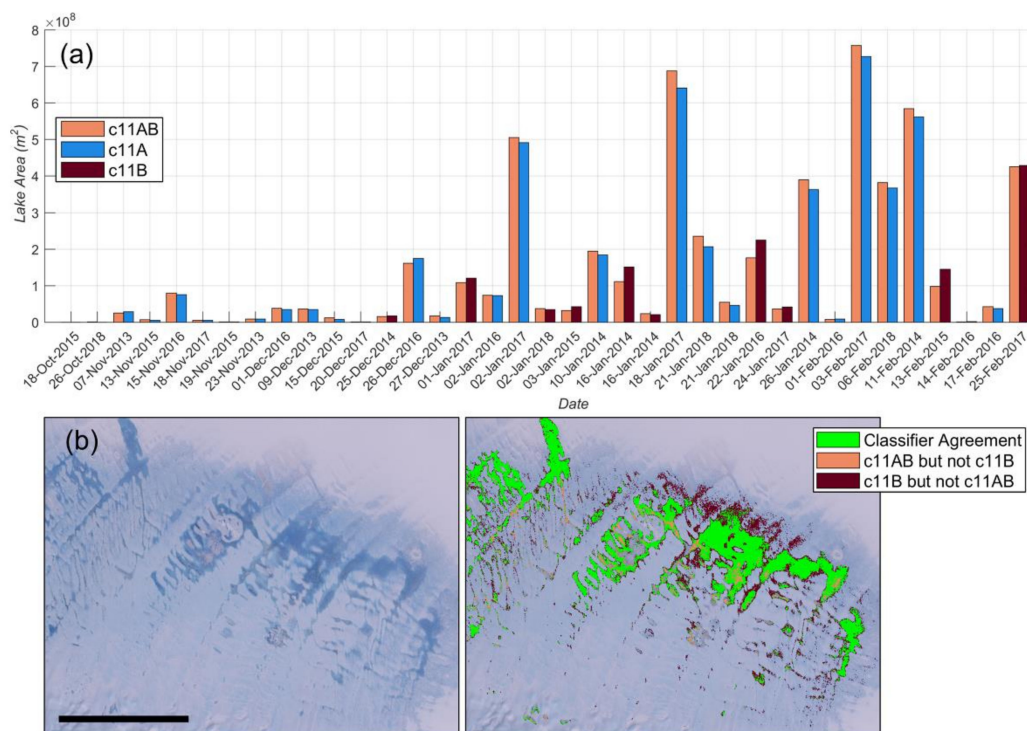 ×10⁸
8
(a)
7
6
c11AB
5
c11A
4
c11B
3
2
1
0
Lake Area (m²)
18-Oct-2015
26-Oct-2018
07-Nov-2013
13-Nov-2015
15-Nov-2016
18-Nov-2017
19-Nov-2015
23-Nov-2013
01-Dec-2016
09-Dec-2013
15-Dec-2015
20-Dec-2017
25-Dec-2014
26-Dec-2016
27-Dec-2013
01-Jan-2017
02-Jan-2016
02-Jan-2017
02-Jan-2018
03-Jan-2015
10-Jan-2014
16-Jan-2014
16-Jan-2014
18-Jan-2017
21-Jan-2018
21-Jan-2018
22-Jan-2016
24-Jan-2017
26-Jan-2014
01-Feb-2016
03-Feb-2017
06-Feb-2018
11-Feb-2014
13-Feb-2015
14-Feb-2016
17-Feb-2016
25-Feb-2017
Date
(b)
Classifier Agreement
c11AB but not c11B
c11B but not c11AB